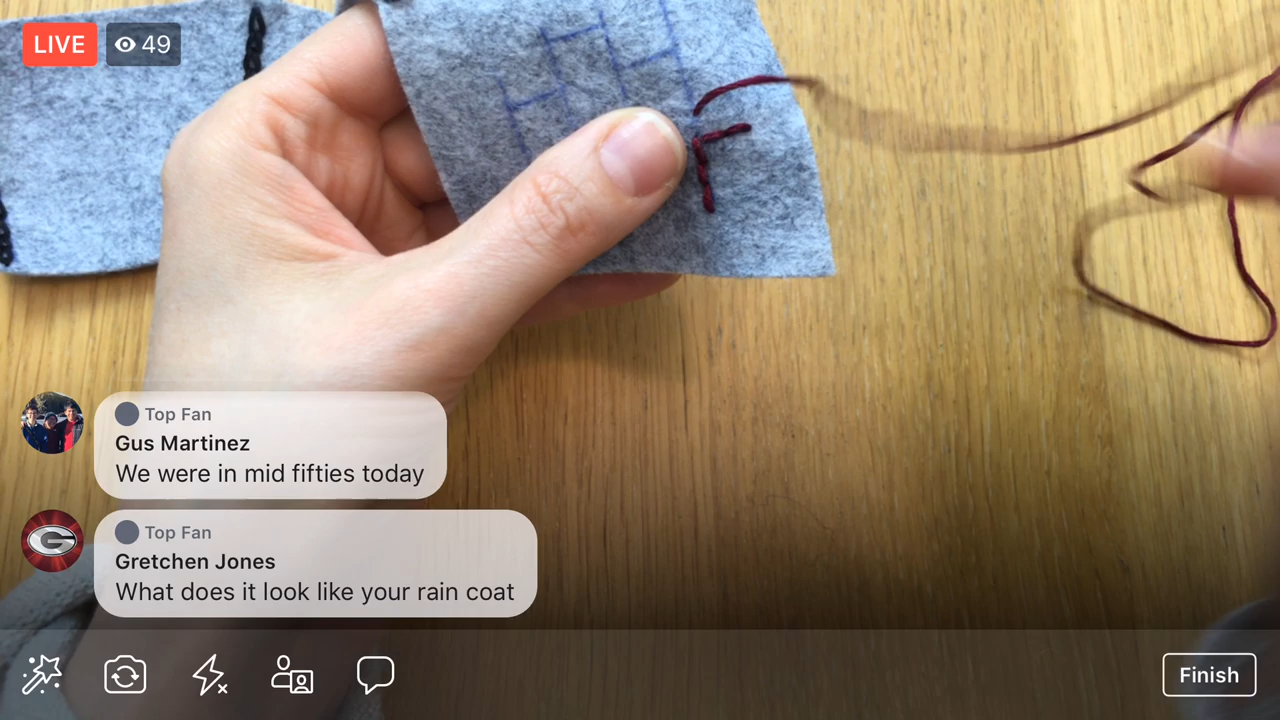 LIVE 49
Top Fan
Gus Martinez
We were in mid fifties today
Top Fan
Gretchen Jones
What does it look like your rain coat
Finish